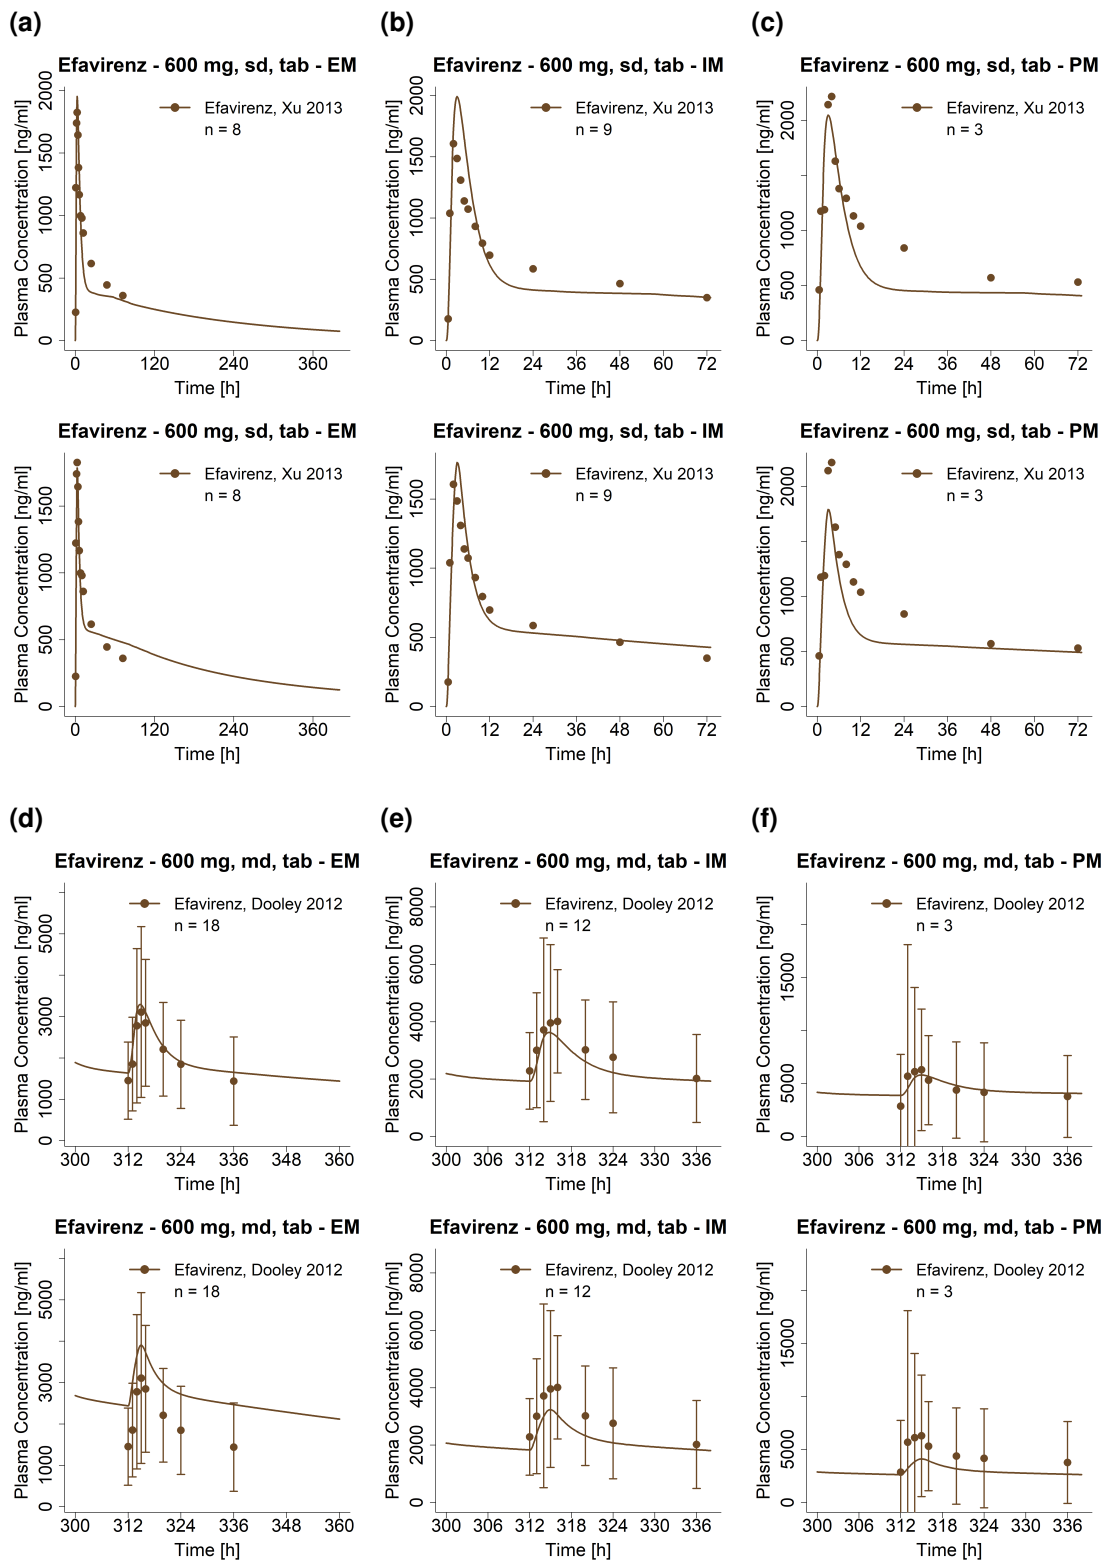 (a)
(b)
(c)
Efavirenz - 600 mg, sd, tab - EM
Plasma Concentration [ng/ml]
2000
1500
1000
500
0
Efavirenz, Xu 2013
n = 8
0 120 240 360
Time [h]
Efavirenz - 600 mg, sd, tab - IM
Plasma Concentration [ng/ml]
2000
1500
1000
500
0
Efavirenz, Xu 2013
n = 9
0 12 24 36 48 60 72
Time [h]
Efavirenz - 600 mg, sd, tab - PM
Plasma Concentration [ng/ml]
2000
1000
500
0
Efavirenz, Xu 2013
n = 3
0 12 24 36 48 60 72
Time [h]
Efavirenz - 600 mg, sd, tab - EM
Plasma Concentration [ng/ml]
1500
1000
500
0
Efavirenz, Xu 2013
n = 8
0 120 240 360
Time [h]
Efavirenz - 600 mg, sd, tab - IM
Plasma Concentration [ng/ml]
1500
1000
500
0
Efavirenz, Xu 2013
n = 9
0 12 24 36 48 60 72
Time [h]
Efavirenz - 600 mg, sd, tab - PM
Plasma Concentration [ng/ml]
2000
1000
500
0
Efavirenz, Xu 2013
n = 3
0 12 24 36 48 60 72
Time [h]
(d)
(e)
(f)
Efavirenz - 600 mg, md, tab - EM
Plasma Concentration [ng/ml]
5000
3000
1000
0
Efavirenz, Dooley 2012
n = 18
300 312 324 336 348 360
Time [h]
Efavirenz - 600 mg, md, tab - IM
Plasma Concentration [ng/ml]
8000
6000
4000
2000
0
Efavirenz, Dooley 2012
n = 12
300 306 312 318 324 330 336
Time [h]
Efavirenz - 600 mg, md, tab - PM
Plasma Concentration [ng/ml]
15000
5000
0
Efavirenz, Dooley 2012
n = 3
300 306 312 318 324 330 336
Time [h]
Efavirenz - 600 mg, md, tab - EM
Plasma Concentration [ng/ml]
5000
3000
1000
0
Efavirenz, Dooley 2012
n = 18
300 312 324 336 348 360
Time [h]
Efavirenz - 600 mg, md, tab - IM
Plasma Concentration [ng/ml]
8000
6000
4000
2000
0
Efavirenz, Dooley 2012
n = 12
300 306 312 318 324 330 336
Time [h]
Efavirenz - 600 mg, md, tab - PM
Plasma Concentration [ng/ml]
15000
5000
0
Efavirenz, Dooley 2012
n = 3
300 306 312 318 324 330 336
Time [h]